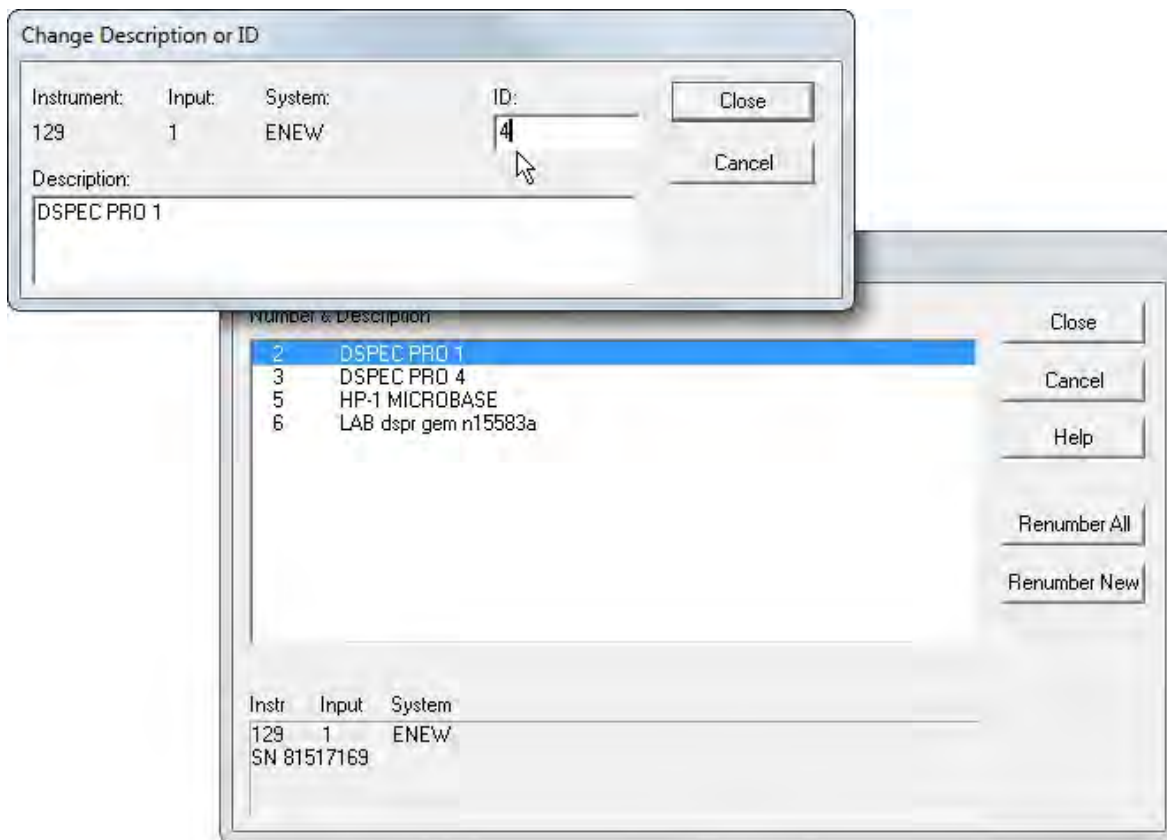 Change Description or ID
Instrument: Input: System: ID:
129 1 ENEW 4
Close
Cancel
Description:
DSPEC PRO 1
Number & Description
2 DSPEC PRO 1
3 DSPEC PRO 4
5 HP-1 MICROBASE
6 LAB dspr gem n15583a
Close
Cancel
Help
Renumber All
Renumber New
Instr Input System
129 1 ENEW
SN 81517169